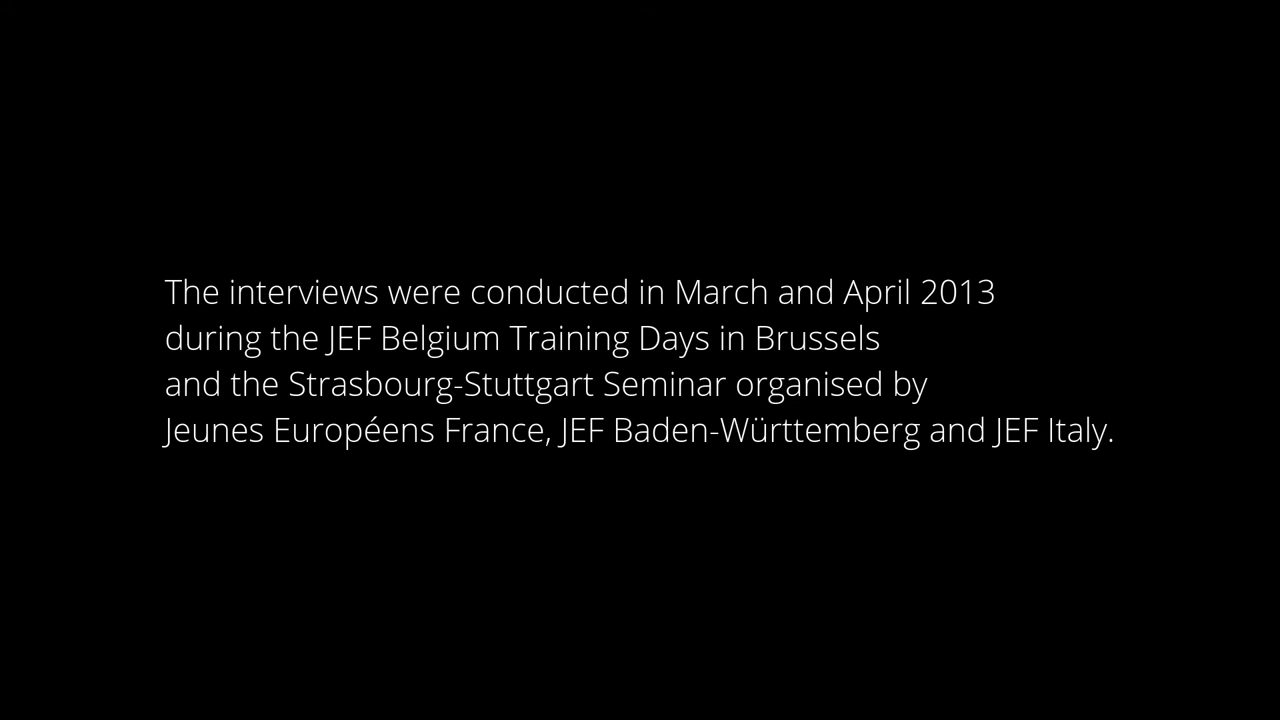 The interviews were conducted in March and April 2013
during the JEF Belgium Training Days in Brussels
and the Strasbourg-Stuttgart Seminar organised by
Jeunes Européens France, JEF Baden-Württemberg and JEF Italy.